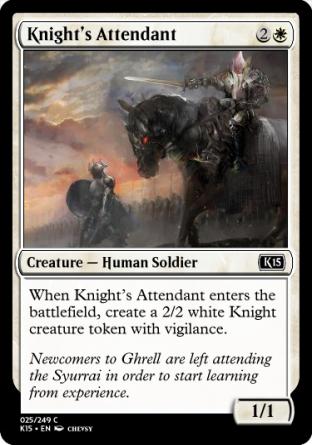 Knight's Attendant 2
Creature — Human Soldier K15
When Knight's Attendant enters the
battlefield, create a 2/2 white Knight
creature token with vigilance.
Newcomers to Ghrell are left attending
the Syurrai in order to start learning
from experience.
1/1
025/249 C
K15 • EN CHEVSY